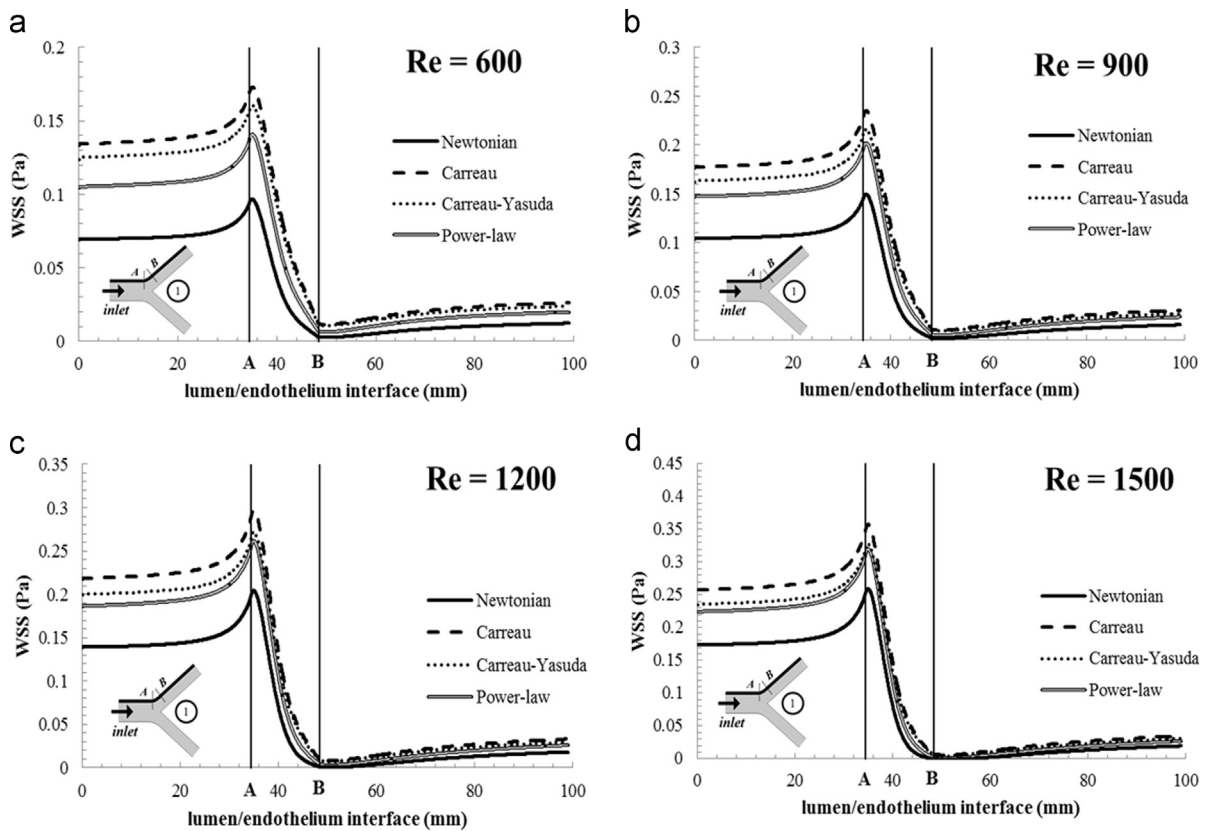 a
Re = 600
WSS (Pa)
0.2
0.15
0.1
0.05
0
Newtonian
Carreau
Carreau-Yasuda
Power-law
A B
1
inlet
0 20 40 60 80 100
A B
lumen/endothelium interface (mm)
b
Re = 900
WSS (Pa)
0.3
0.25
0.2
0.15
0.1
0.05
0
Newtonian
Carreau
Carreau-Yasuda
Power-law
A B
1
inlet
0 20 40 60 80 100
A B
lumen/endothelium interface (mm)
c
Re = 1200
WSS (Pa)
0.35
0.3
0.25
0.2
0.15
0.1
0.05
0
Newtonian
Carreau
Carreau-Yasuda
Power-law
A B
1
inlet
0 20 40 60 80 100
A B
lumen/endothelium interface (mm)
d
Re = 1500
WSS (Pa)
0.45
0.4
0.35
0.3
0.25
0.2
0.15
0.1
0.05
0
Newtonian
Carreau
Carreau-Yasuda
Power-law
A B
1
inlet
0 20 40 60 80 100
A B
lumen/endothelium interface (mm)